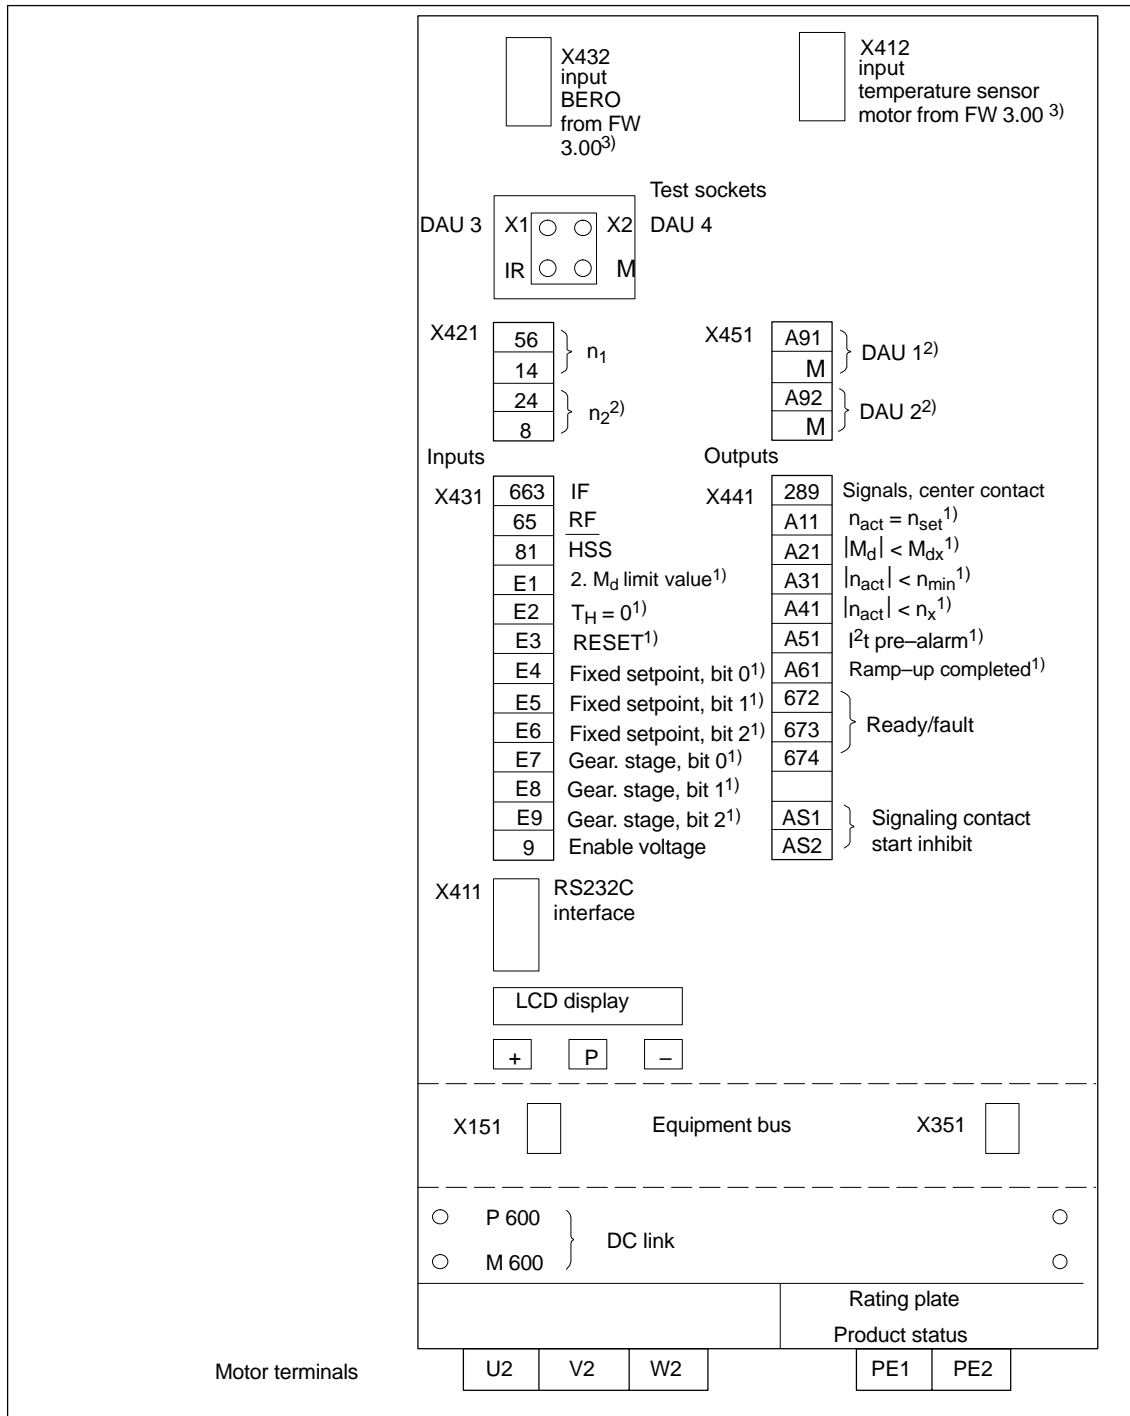 X432
input
BERO
from FW
3.00³⁾
X412
input
temperature sensor
motor from FW 3.00 ³⁾
Test sockets
DAU 3 X1 X2 DAU 4
IR M
X421
56
14
n₁
24
8
n₂²⁾
X451
A91
M
DAU 1²⁾
A92
M
DAU 2²⁾
Inputs
X431
663 IF
65 RF
81 H̅S̅S̅
E1 2. M_d limit value¹⁾
E2 T_H = 0¹⁾
E3 RESET¹⁾
E4 Fixed setpoint, bit 0¹⁾
E5 Fixed setpoint, bit 1¹⁾
E6 Fixed setpoint, bit 2¹⁾
E7 Gear. stage, bit 0¹⁾
E8 Gear. stage, bit 1¹⁾
E9 Gear. stage, bit 2¹⁾
9 Enable voltage
Outputs
X441
289 Signals, center contact
A11 n_act = n_set¹⁾
A21 |M_d| < M_dx¹⁾
A31 |n_act| < n_min¹⁾
A41 |n_act| < n_x¹⁾
A51 I²t pre–alarm¹⁾
A61 Ramp–up completed¹⁾
672
673
674
Ready/fault
AS1
AS2
Signaling contact
start inhibit
X411
RS232C
interface
LCD display
+ P –
X151 Equipment bus X351
P 600
M 600
DC link
Rating plate
Product status
Motor terminals U2 V2 W2 PE1 PE2